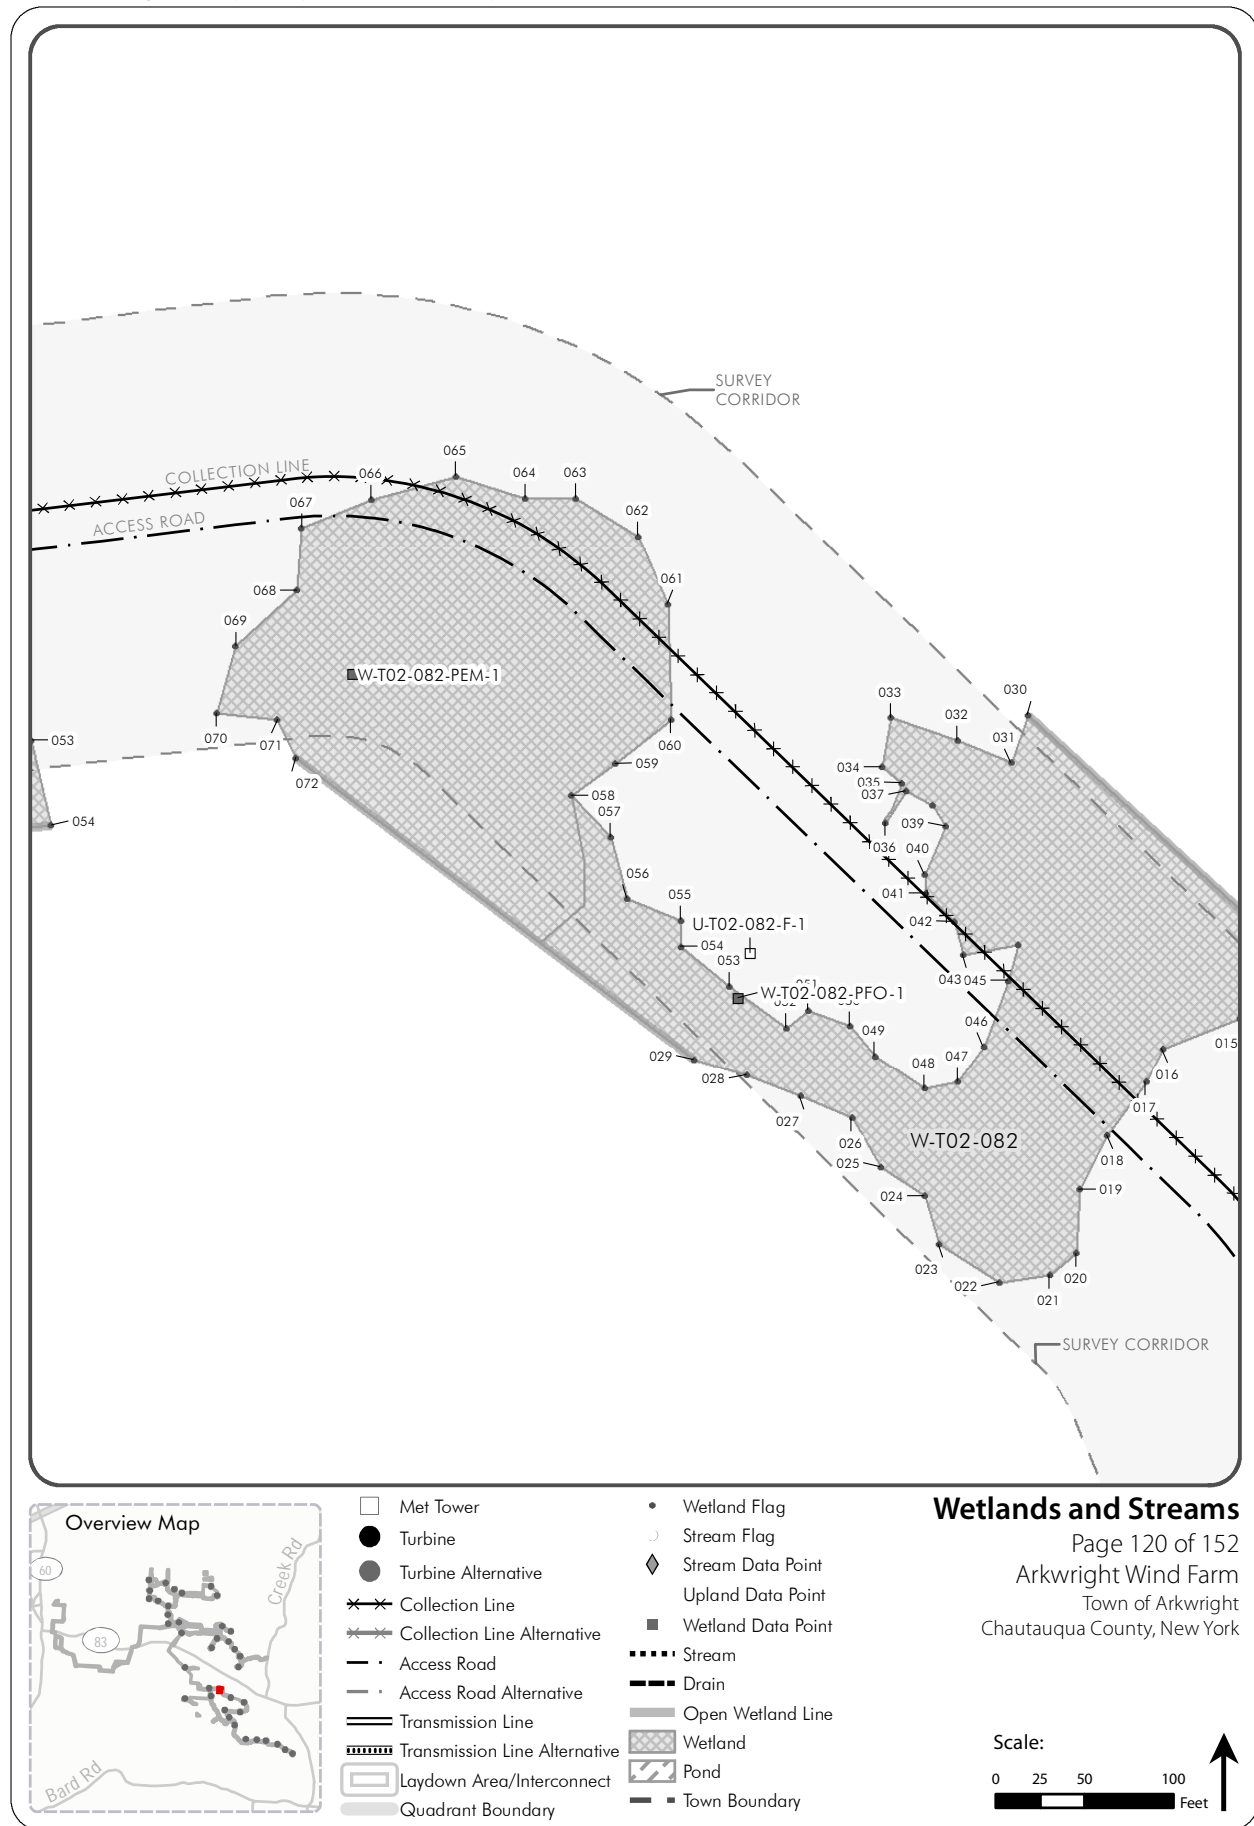 SURVEY
CORRIDOR
065
COLLECTION LINE
066
064
063
067
062
ACCESS ROAD
061
068
069
W-T02-082-PEM-1
033
030
032
031
070
071
060
053
059
034
072
035
037
058
057
039
054
036
040
056
041
055
042
U-T02-082-F-1
054
053
043
045
W-T02-082-PFO-1
046
049
015
029
048
047
016
028
017
027
026
W-T02-082
018
025
019
024
023
020
022
021
SURVEY CORRIDOR
Overview Map
60
83
Creek Rd
Bard Rd
Met Tower
Turbine
Turbine Alternative
Collection Line
Collection Line Alternative
Access Road
Access Road Alternative
Transmission Line
Transmission Line Alternative
Laydown Area/Interconnect
Quadrant Boundary
Wetland Flag
Stream Flag
Stream Data Point
Upland Data Point
Wetland Data Point
Stream
Drain
Open Wetland Line
Wetland
Pond
Town Boundary
Wetlands and Streams
Page 120 of 152
Arkwright Wind Farm
Town of Arkwright
Chautauqua County, New York
Scale:
0 25 50 100
Feet